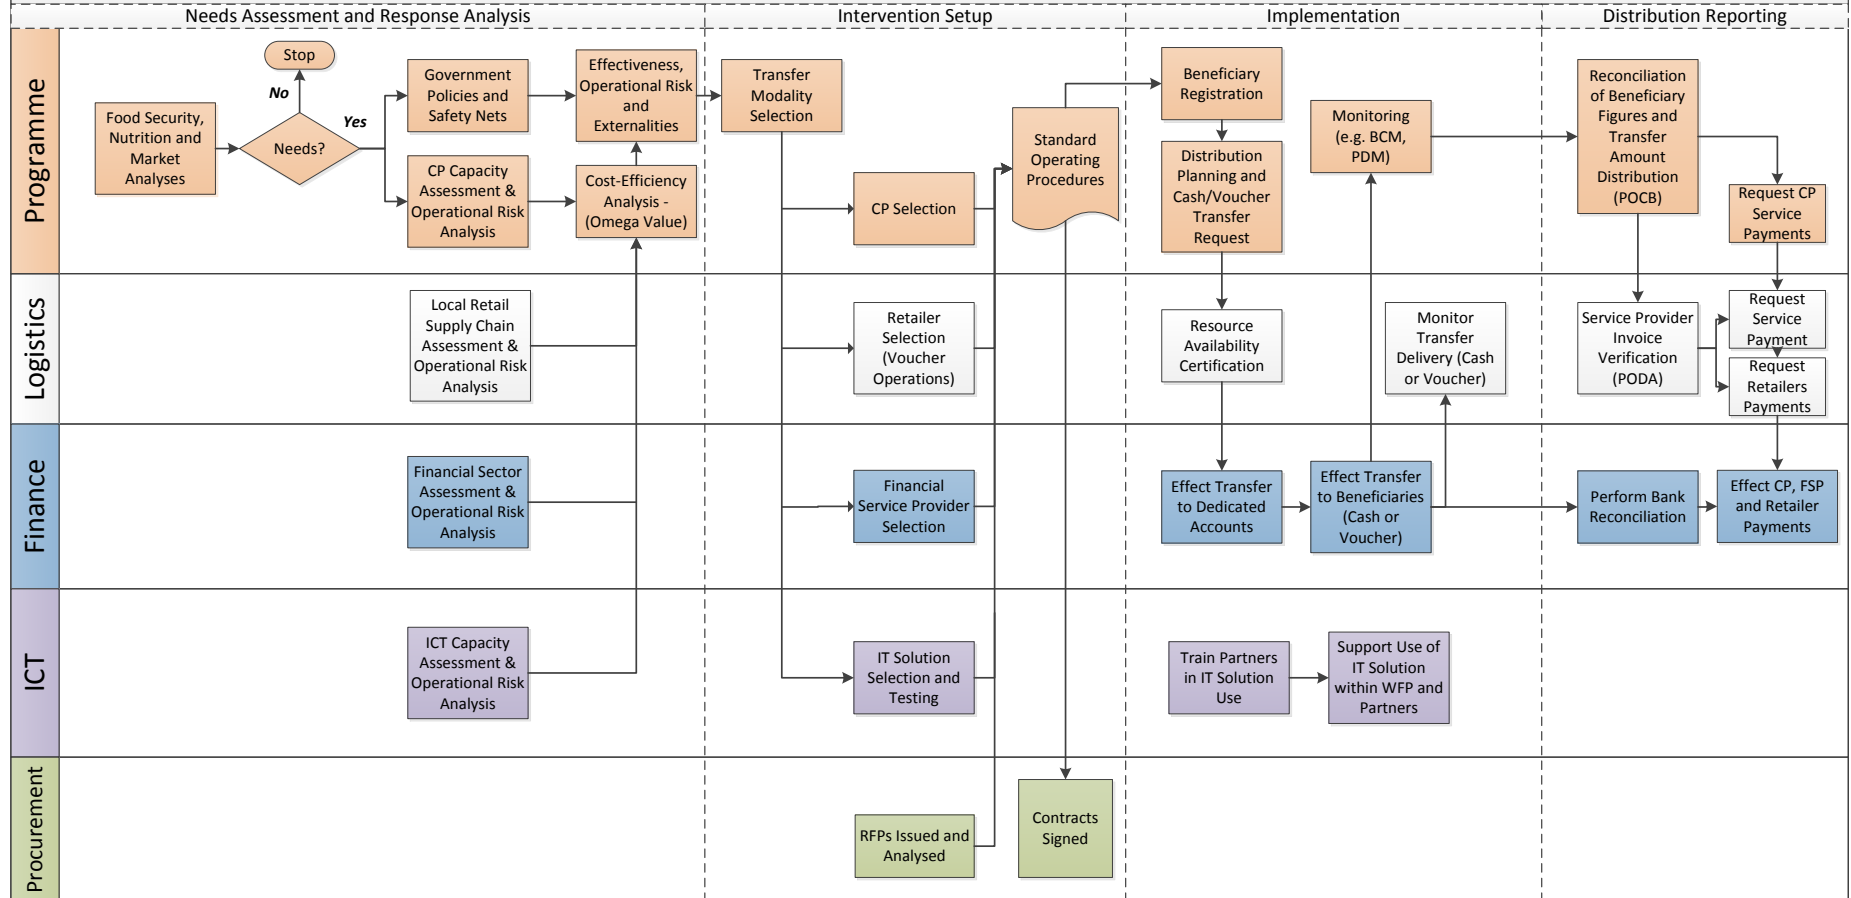 Needs Assessment and Response Analysis
Intervention Setup
Implementation
Distribution Reporting
Programme
Food Security,
Nutrition and
Market
Analyses
Stop
No
Needs?
Yes
Government
Policies and
Safety Nets
CP Capacity
Assessment &
Operational Risk
Analysis
Effectiveness,
Operational Risk
and
Externalities
Cost-Efficiency
Analysis -
(Omega Value)
Transfer
Modality
Selection
CP Selection
Standard
Operating
Procedures
Beneficiary
Registration
Distribution
Planning and
Cash/Voucher
Transfer
Request
Monitoring
(e.g. BCM,
PDM)
Reconciliation
of Beneficiary
Figures and
Transfer
Amount
Distribution
(POCB)
Request CP
Service
Payments
Logistics
Local Retail
Supply Chain
Assessment &
Operational Risk
Analysis
Retailer
Selection
(Voucher
Operations)
Resource
Availability
Certification
Monitor
Transfer
Delivery (Cash
or Voucher)
Service Provider
Invoice
Verification
(PODA)
Request
Service
Payment
Request
Retailers
Payments
Finance
Financial Sector
Assessment &
Operational Risk
Analysis
Financial
Service Provider
Selection
Effect Transfer
to Dedicated
Accounts
Effect Transfer
to Beneficiaries
(Cash or
Voucher)
Perform Bank
Reconciliation
Effect CP, FSP
and Retailer
Payments
ICT
ICT Capacity
Assessment &
Operational Risk
Analysis
IT Solution
Selection and
Testing
Train Partners
in IT Solution
Use
Support Use of
IT Solution
within WFP and
Partners
Procurement
RFPs Issued and
Analysed
Contracts
Signed